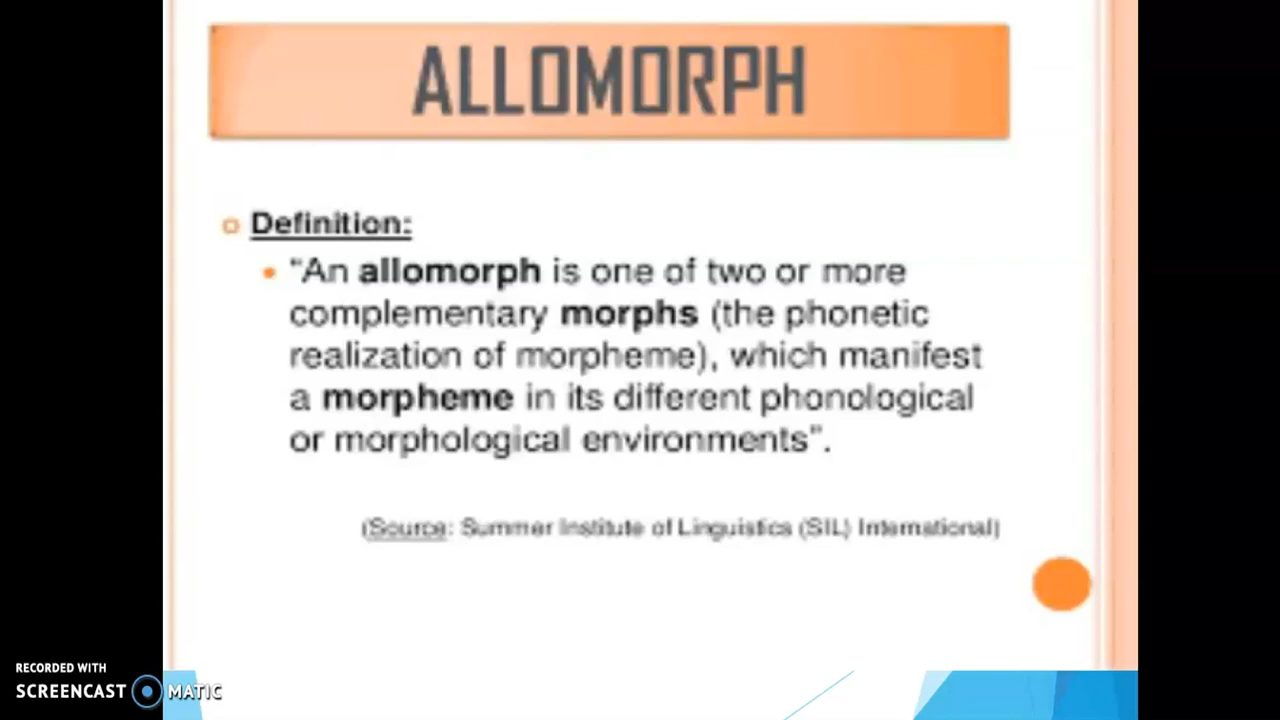 ALLOMORPH
Definition:
“An allomorph is one of two or more
complementary morphs (the phonetic
realization of morpheme), which manifest
a morpheme in its different phonological
or morphological environments”.
(Source: Summer Institute of Linguistics (SIL) International)
RECORDED WITH
SCREENCAST MATIC